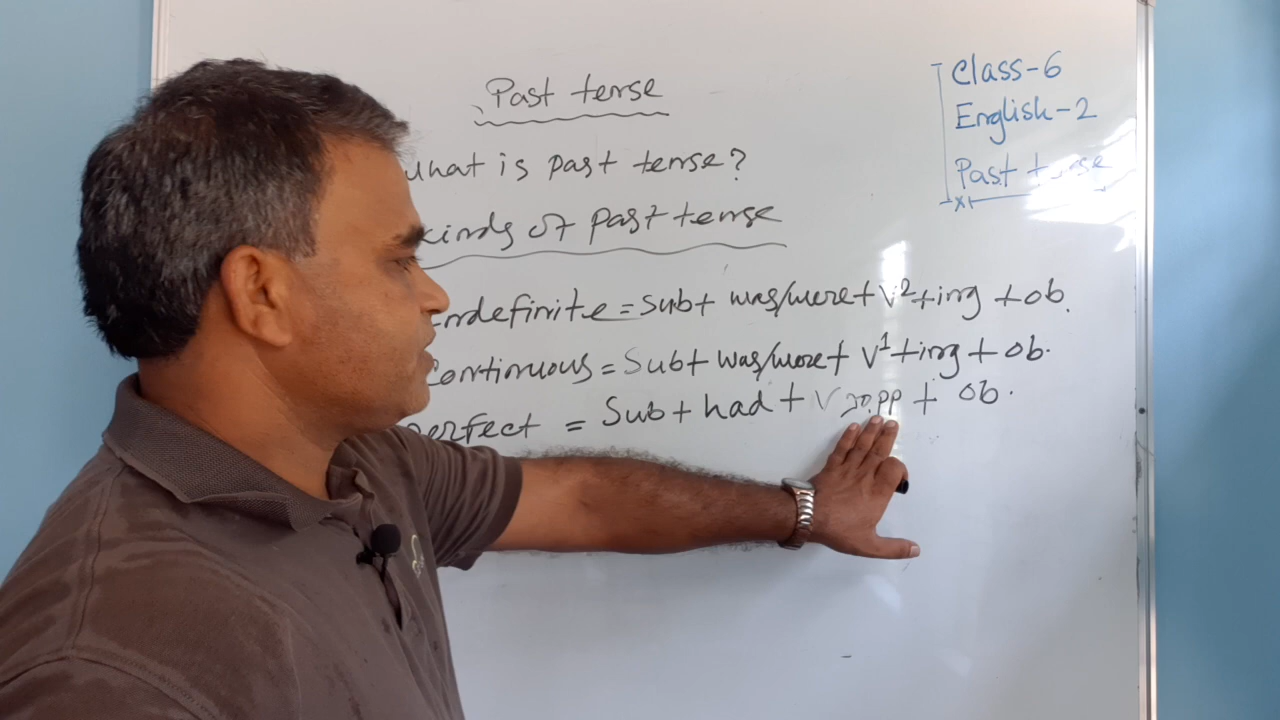 Past tense
what is past tense?
kinds of past tense
Indefinite = Sub + was/were + V²+ing + ob.
Continuous = Sub + was/were + V¹+ing + ob.
perfect = Sub + had + V PP + ob.
Class-6
English-2
Past tense